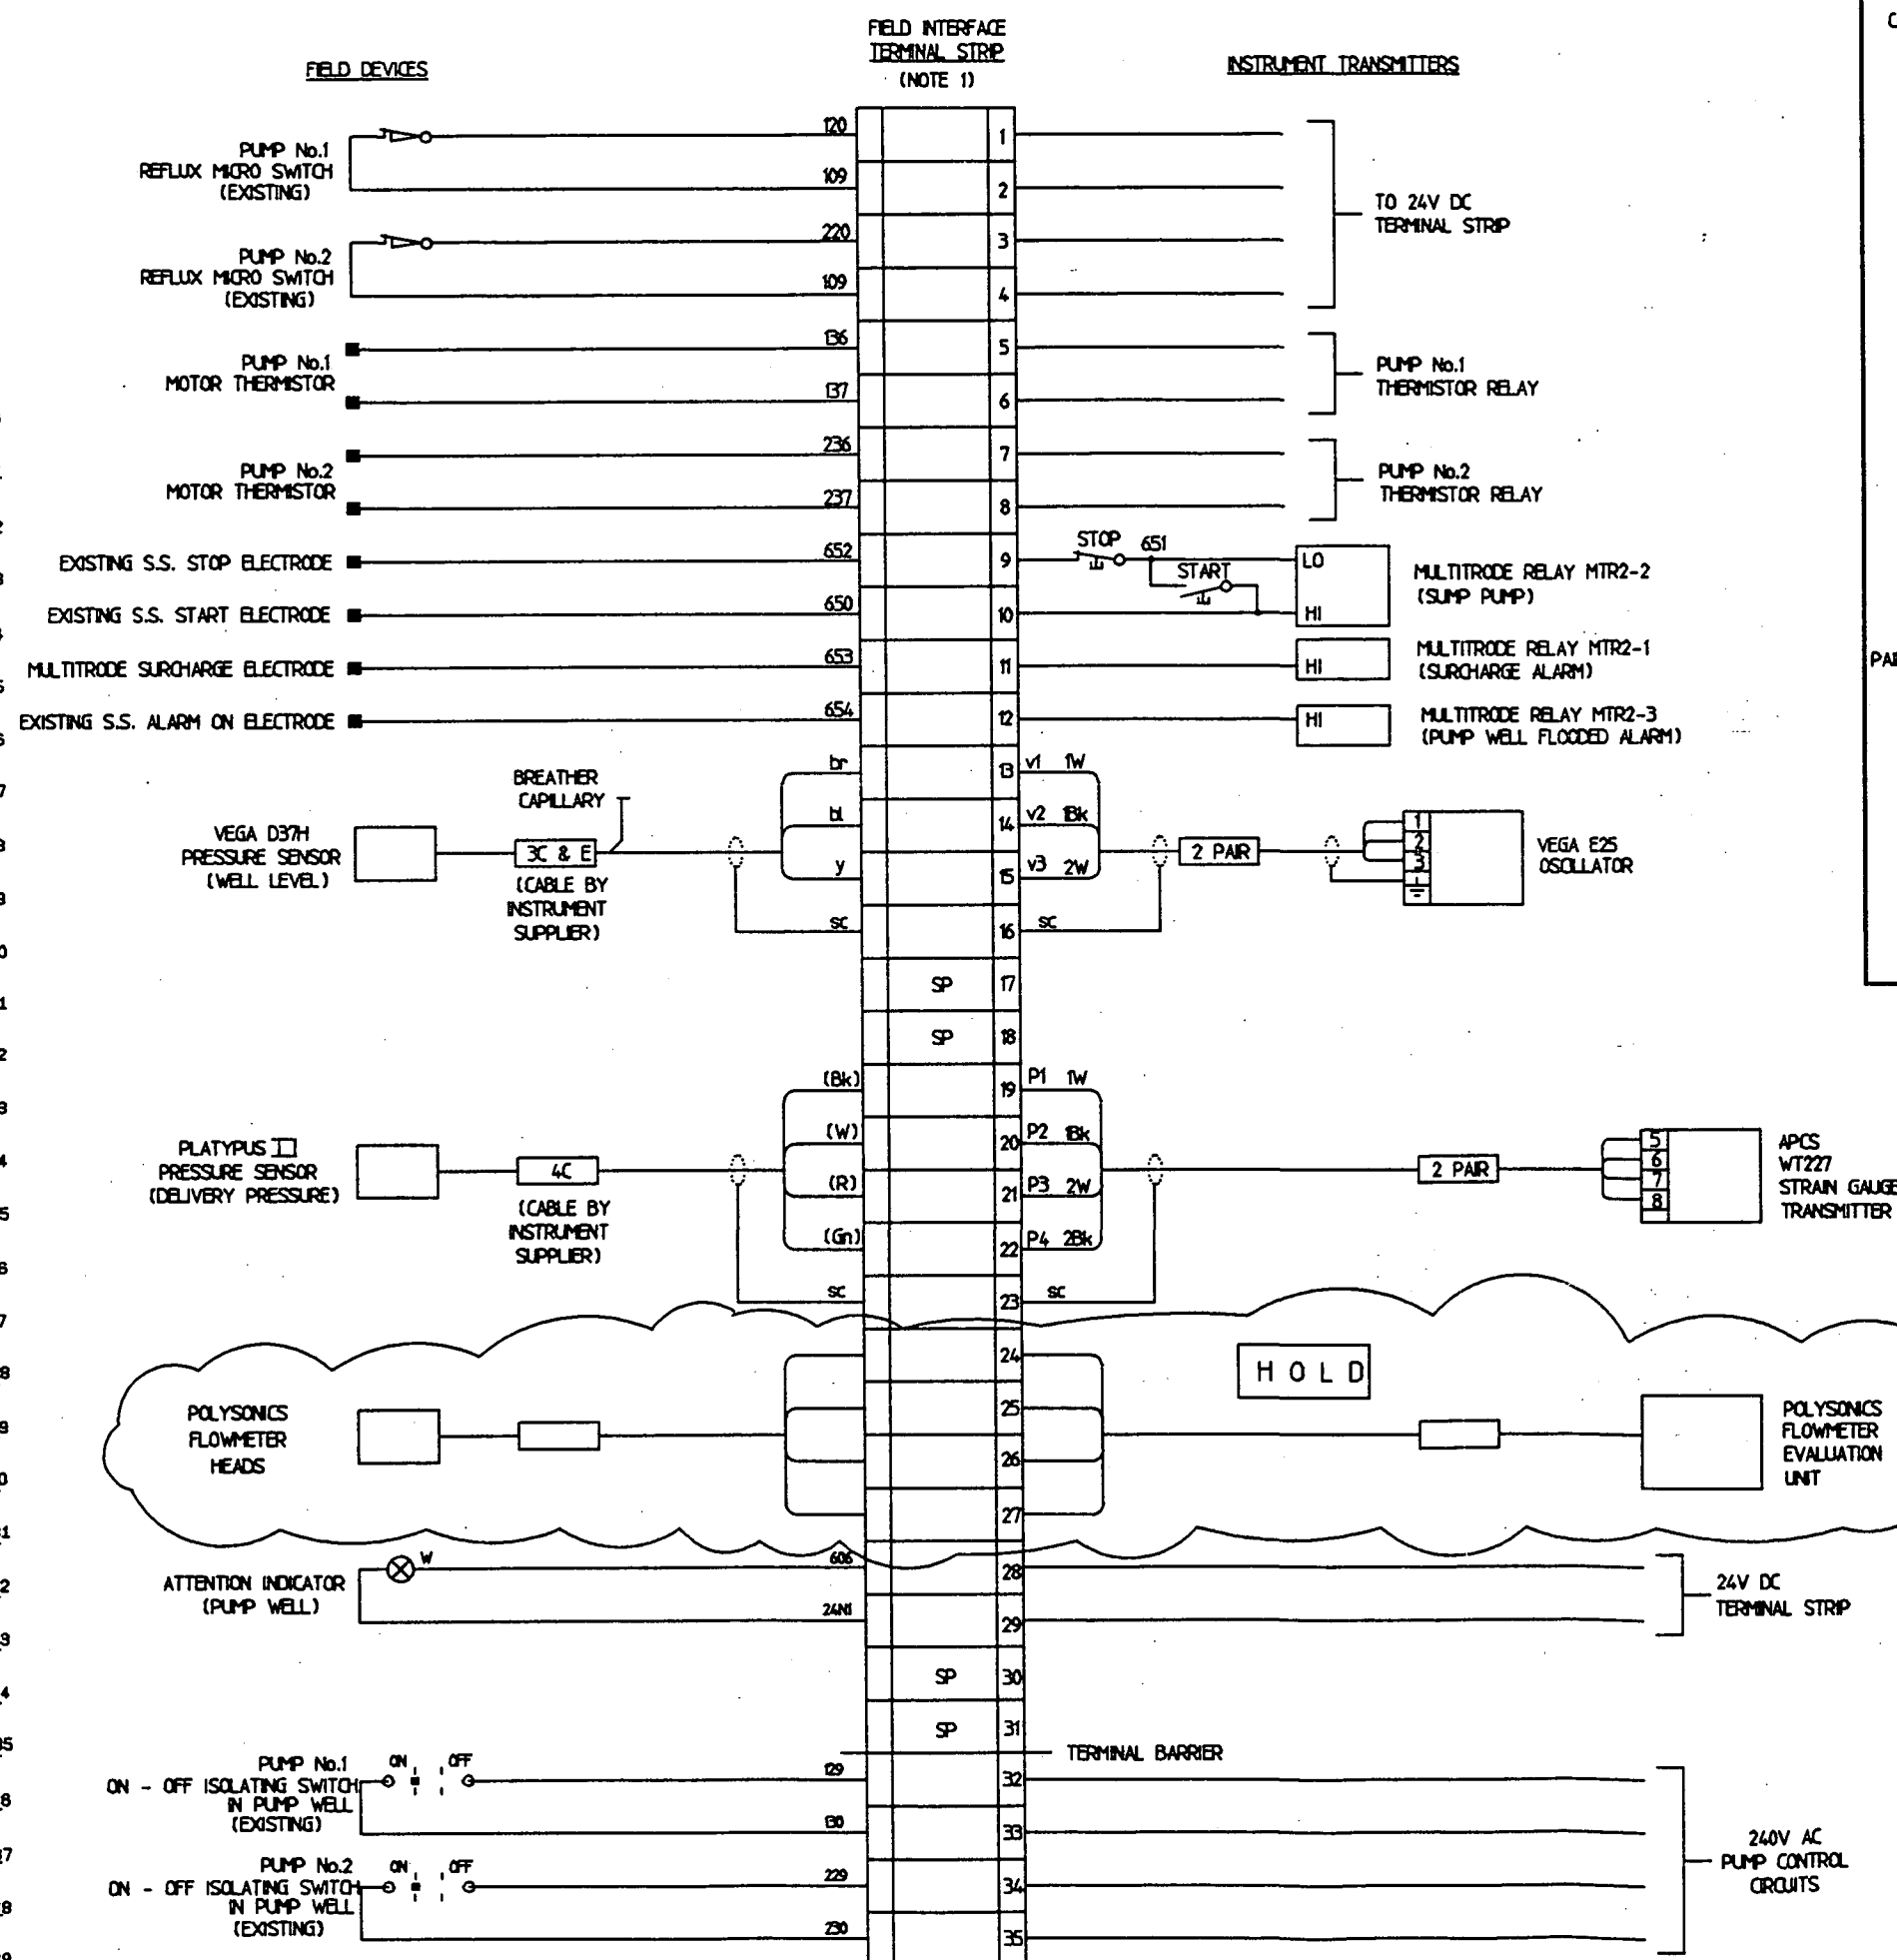 FIELD DEVICES
FIELD INTERFACE
TERMINAL STRIP
(NOTE 1)
INSTRUMENT TRANSMITTERS
PUMP No.1
REFLUX MICRO SWITCH
(EXISTING)
120
1
109
2
PUMP No.2
REFLUX MICRO SWITCH
(EXISTING)
220
3
109
4
TO 24V DC
TERMINAL STRIP
PUMP No.1
MOTOR THERMISTOR
136
5
137
6
PUMP No.1
THERMISTOR RELAY
PUMP No.2
MOTOR THERMISTOR
236
7
237
8
PUMP No.2
THERMISTOR RELAY
EXISTING S.S. STOP ELECTRODE
652
9
STOP
651
START
LO
HI
MULTITRODE RELAY MTR2-2
(SUMP PUMP)
EXISTING S.S. START ELECTRODE
650
10
MULTITRODE SURCHARGE ELECTRODE
653
11
HI
MULTITRODE RELAY MTR2-1
(SURCHARGE ALARM)
EXISTING S.S. ALARM ON ELECTRODE
654
12
HI
MULTITRODE RELAY MTR2-3
(PUMP WELL FLOODED ALARM)
VEGA D37H
PRESSURE SENSOR
(WELL LEVEL)
BREATHER
CAPILLARY
3C & E
(CABLE BY
INSTRUMENT
SUPPLIER)
br
13
v1 1W
bl
14
v2 1Bk
y
15
v3 2W
sc
16
sc
2 PAIR
1
2
3
VEGA E25
OSCILLATOR
SP
17
SP
18
PLATYPUS II
PRESSURE SENSOR
(DELIVERY PRESSURE)
4C
(CABLE BY
INSTRUMENT
SUPPLIER)
(Bk)
19
P1 1W
(W)
20
P2 1Bk
(R)
21
P3 2W
(Gn)
22
P4 2Bk
sc
23
sc
2 PAIR
5
6
7
8
APCS
WT227
STRAIN GAUGE
TRANSMITTER
HOLD
POLYSONICS
FLOWMETER
HEADS
24
25
26
27
POLYSONICS
FLOWMETER
EVALUATION
UNIT
ATTENTION INDICATOR
(PUMP WELL)
W
606
28
24N1
29
24V DC
TERMINAL STRIP
SP
30
SP
31
TERMINAL BARRIER
PUMP No.1
ON - OFF ISOLATING SWITCH
IN PUMP WELL
(EXISTING)
ON
OFF
129
32
130
33
PUMP No.2
ON - OFF ISOLATING SWITCH
IN PUMP WELL
(EXISTING)
ON
OFF
229
34
230
35
240V AC
PUMP CONTROL
CIRCUITS